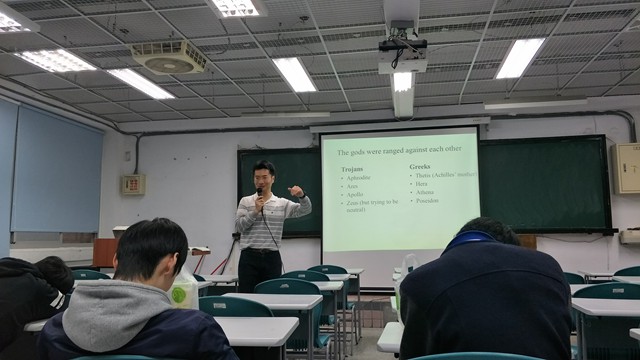 The gods were ranged against each other
Trojans
• Aphrodite
• Ares
• Apollo
• Zeus (but trying to be
neutral)
Greeks
• Thetis (Achilles' mother)
• Hera
• Athena
• Poseidon